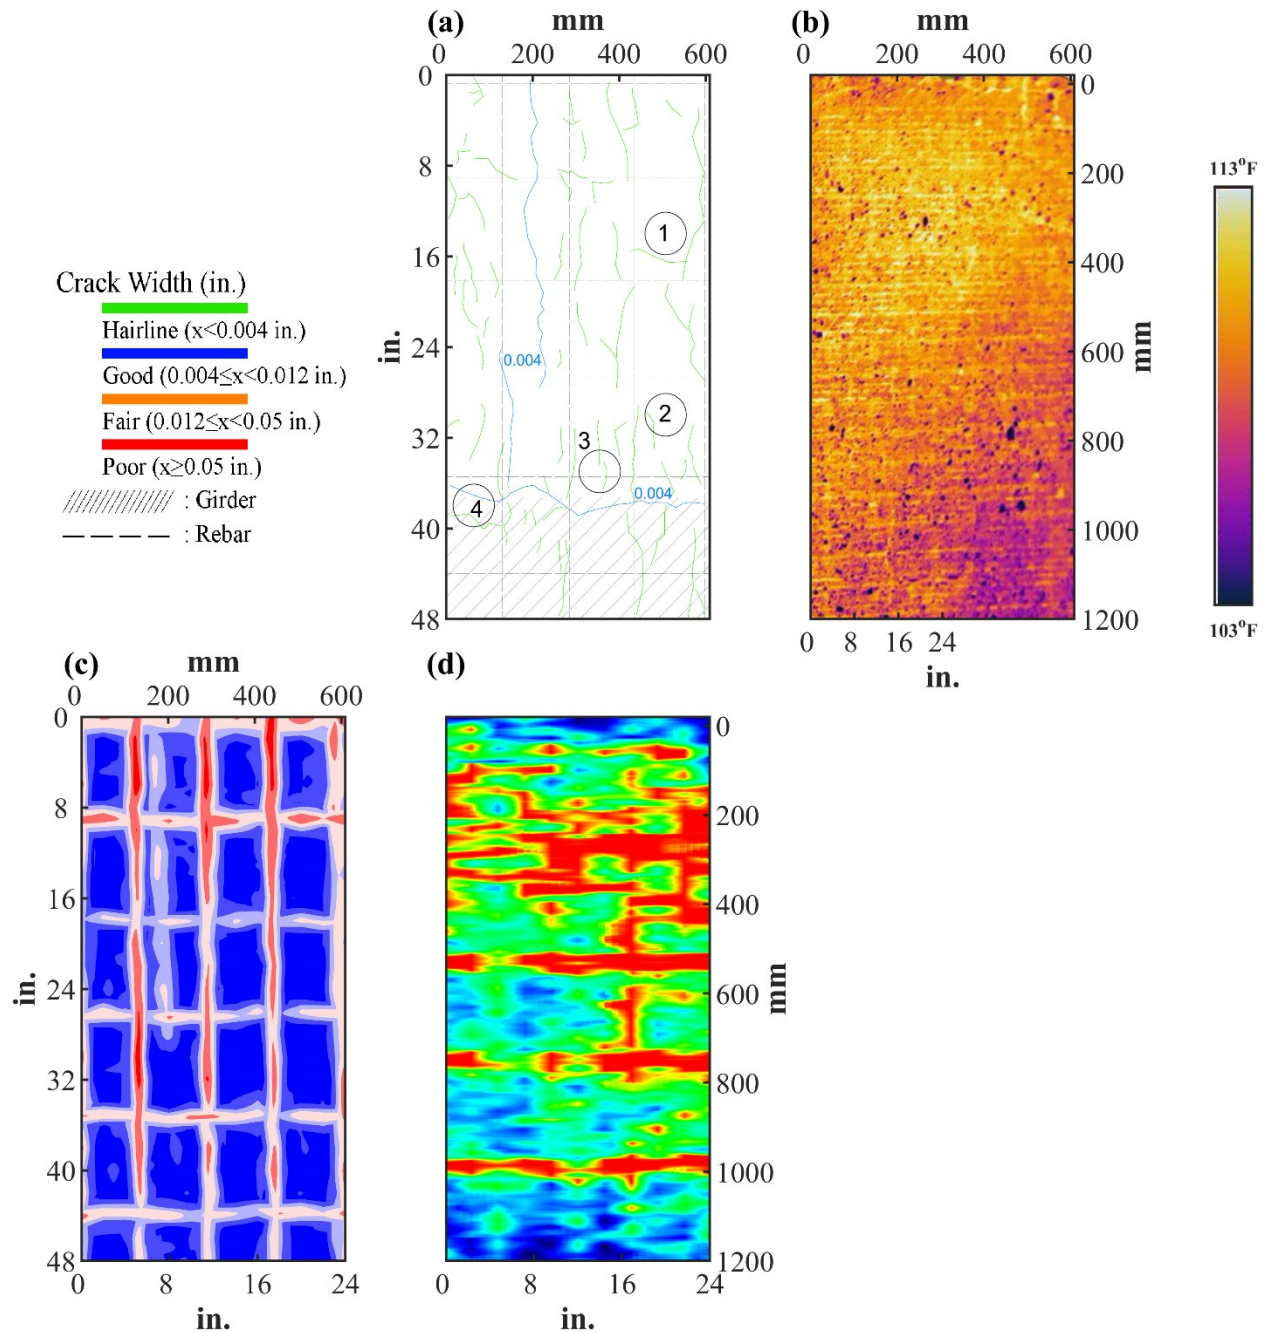 (a)
mm
0 200 400 600
0
8
16
24
32
40
48
in.
1
2
3
4
0.004
0.004
(b)
mm
0 200 400 600
0
200
400
600
800
1000
1200
mm
0 8 16 24
in.
113°F
103°F
Crack Width (in.)
Hairline (x<0.004 in.)
Good (0.004≤x<0.012 in.)
Fair (0.012≤x<0.05 in.)
Poor (x≥0.05 in.)
: Girder
: Rebar
(c)
mm
0 200 400 600
0
8
16
24
32
40
48
in.
0 8 16 24
in.
(d)
0
200
400
600
800
1000
1200
mm
0 8 16 24
in.